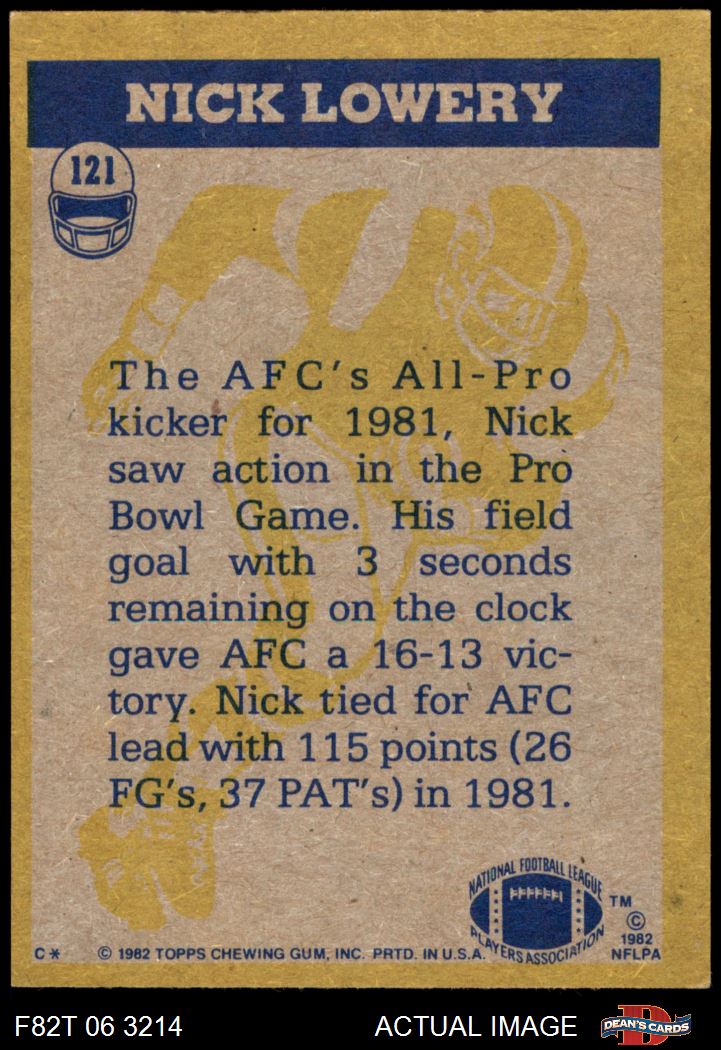 NICK LOWERY
121
The AFC's All-Pro
kicker for 1981, Nick
saw action in the Pro
Bowl Game. His field
goal with 3 seconds
remaining on the clock
gave AFC a 16-13 vic-
tory. Nick tied for AFC
lead with 115 points (26
FG's, 37 PAT's) in 1981.
NATIONAL FOOTBALL LEAGUE
PLAYERS ASSOCIATION
TM
©
1982
NFLPA
C* © 1982 TOPPS CHEWING GUM, INC. PRTD. IN U.S.A.
F82T 06 3214 ACTUAL IMAGE D DEAN'S CARDS